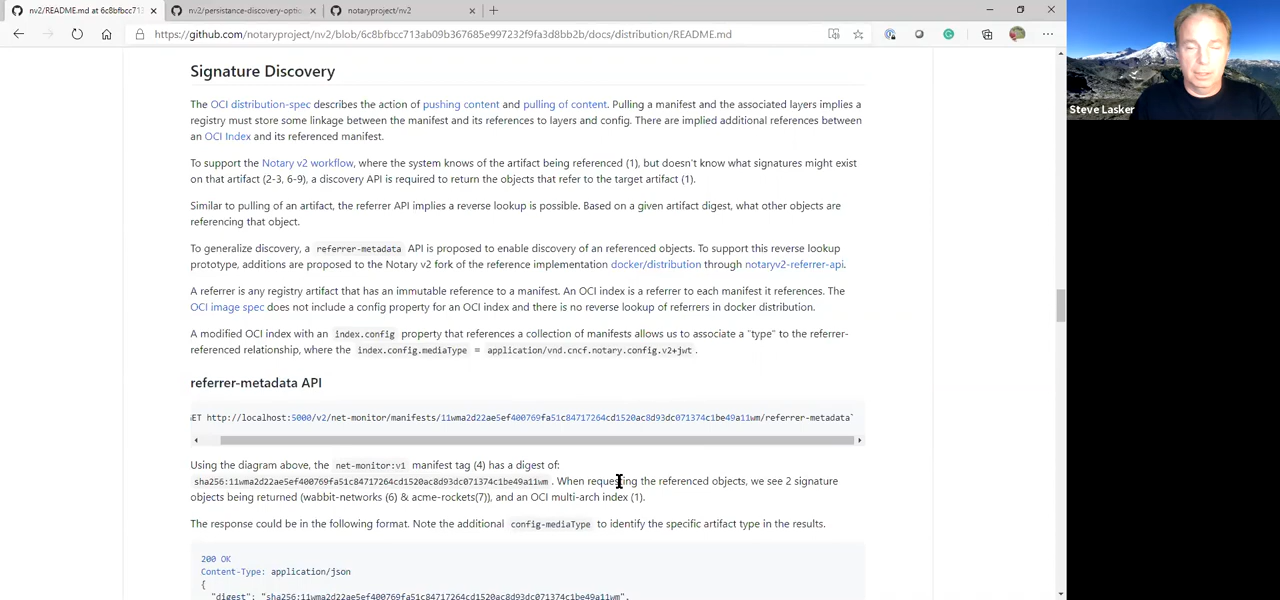 nv2/README.md at 6c8bfbcc713
nv2/persistance-discovery-optio
notaryproject/nv2
https://github.com/notaryproject/nv2/blob/6c8bfbcc713ab09b367685e997232f9fa3d8bb2b/docs/distribution/README.md
Steve Lasker
Signature Discovery
The OCI distribution-spec describes the action of pushing content and pulling of content. Pulling a manifest and the associated layers implies a
registry must store some linkage between the manifest and its references to layers and config. There are implied additional references between
an OCI Index and its referenced manifest.
To support the Notary v2 workflow, where the system knows of the artifact being referenced (1), but doesn't know what signatures might exist
on that artifact (2-3, 6-9), a discovery API is required to return the objects that refer to the target artifact (1).
Similar to pulling of an artifact, the referrer API implies a reverse lookup is possible. Based on a given artifact digest, what other objects are
referencing that object.
To generalize discovery, a referrer-metadata API is proposed to enable discovery of an referenced objects. To support this reverse lookup
prototype, additions are proposed to the Notary v2 fork of the reference implementation docker/distribution through notaryv2-referrer-api.
A referrer is any registry artifact that has an immutable reference to a manifest. An OCI index is a referrer to each manifest it references. The
OCI image spec does not include a config property for an OCI index and there is no reverse lookup of referrers in docker distribution.
A modified OCI index with an index.config property that references a collection of manifests allows us to associate a "type" to the referrer-
referenced relationship, where the index.config.mediaType = application/vnd.cncf.notary.config.v2+jwt.
referrer-metadata API
GET http://localhost:5000/v2/net-monitor/manifests/11wma2d22ae5ef400769fa51c84717264cd1520ac8d93dc071374c1be49a11wm/referrer-metadata`
Using the diagram above, the net-monitor:v1 manifest tag (4) has a digest of:
sha256:11wma2d22ae5ef400769fa51c84717264cd1520ac8d93dc071374c1be49a11wm. When requesting the referenced objects, we see 2 signature
objects being returned (wabbit-networks (6) & acme-rockets(7)), and an OCI multi-arch index (1).
The response could be in the following format. Note the additional config-mediaType to identify the specific artifact type in the results.
200 OK
Content-Type: application/json
{
"digest": "sha256:11wma2d22ae5ef400769fa51c84717264cd1520ac8d93dc071374c1be49a11wm",